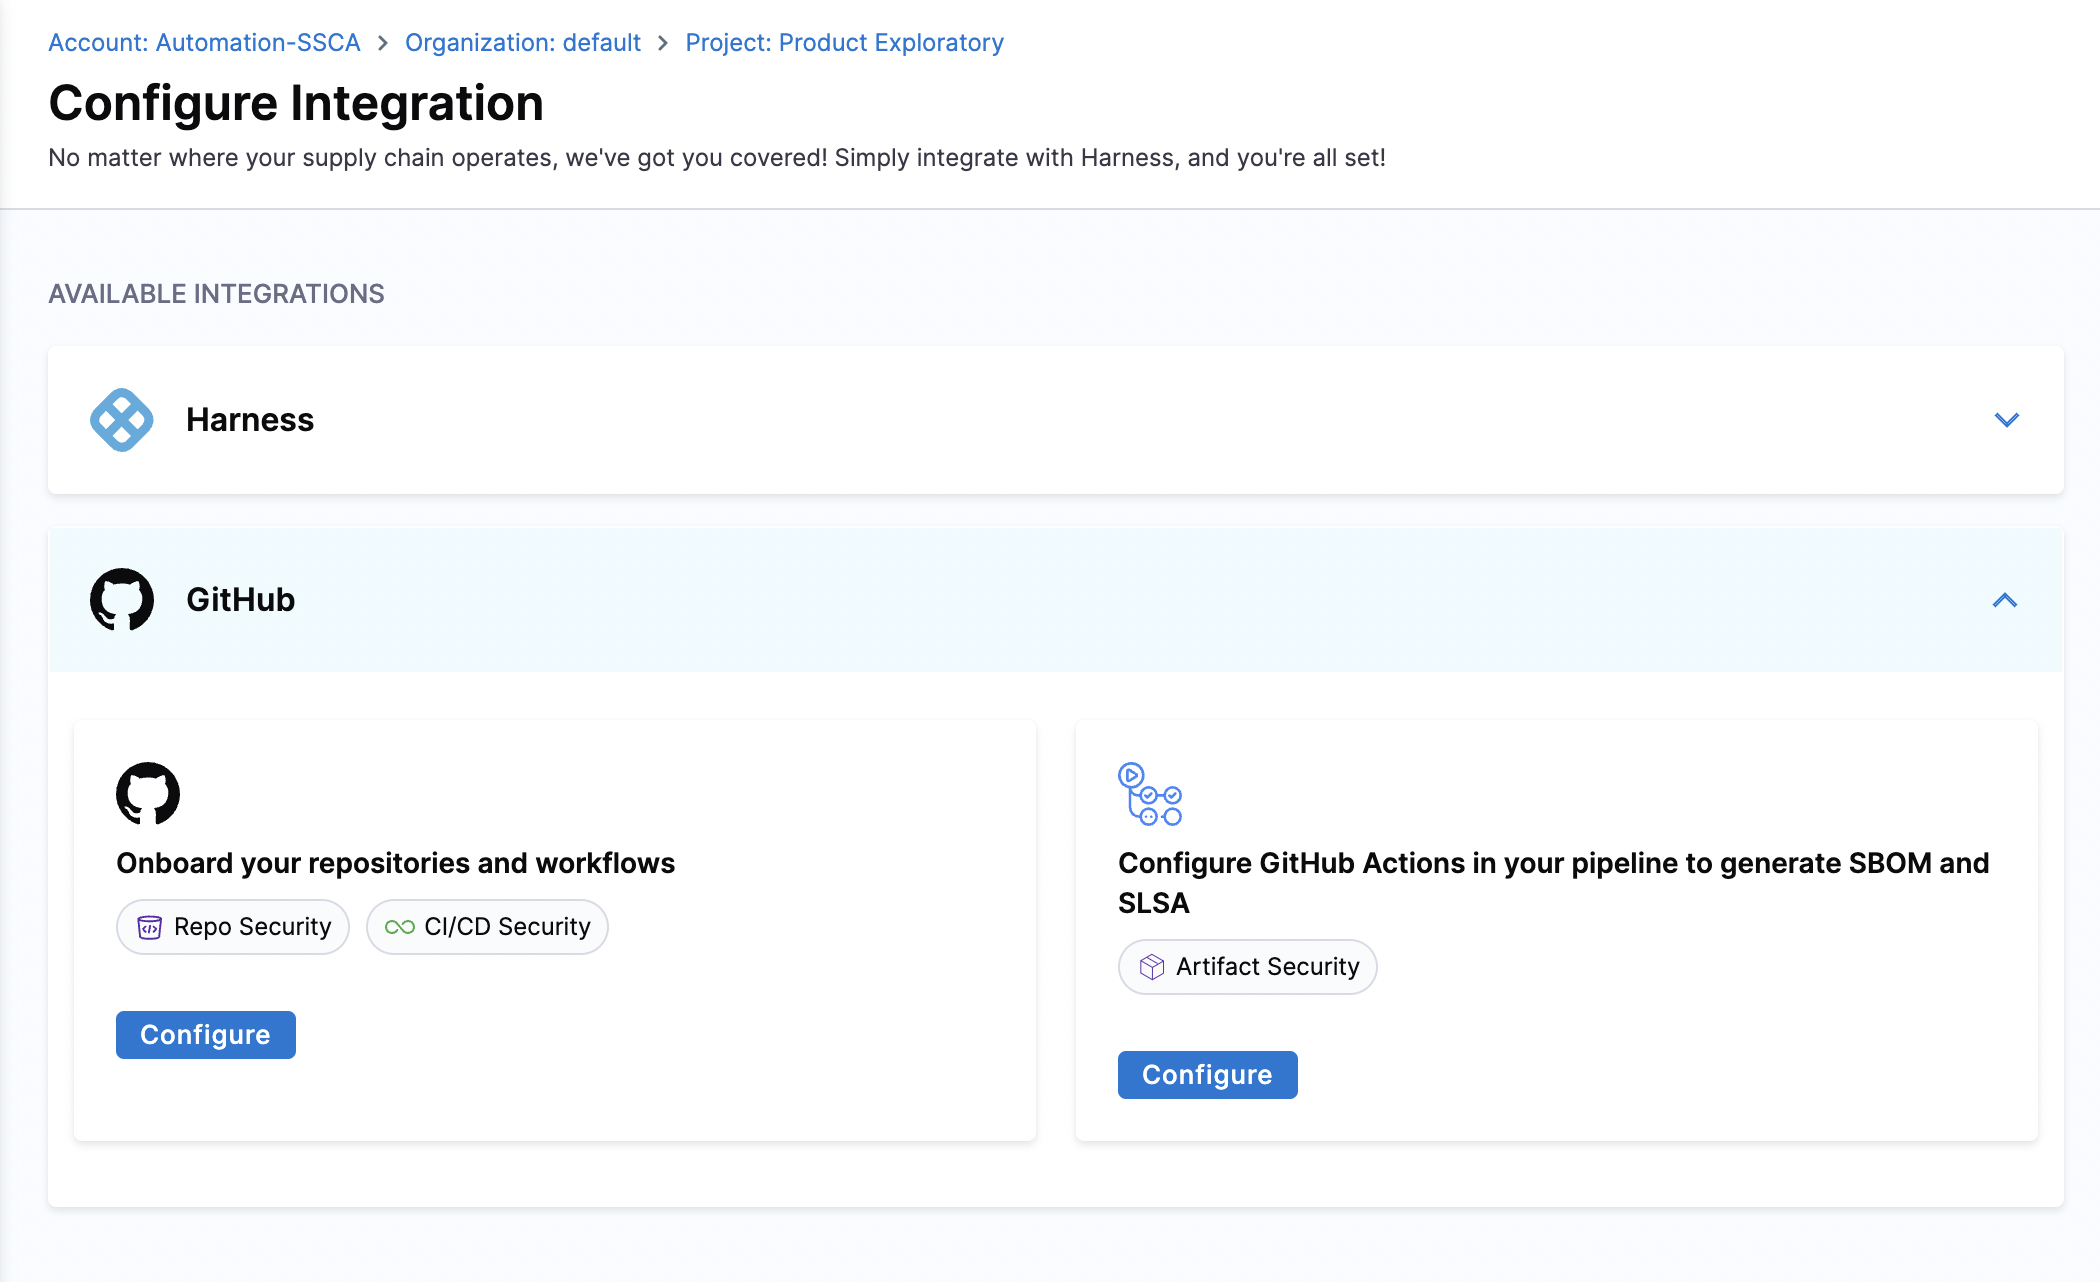 Account: Automation-SSCA > Organization: default > Project: Product Exploratory
Configure Integration
No matter where your supply chain operates, we've got you covered! Simply integrate with Harness, and you're all set!
AVAILABLE INTEGRATIONS
Harness
GitHub
Onboard your repositories and workflows
Repo Security
CI/CD Security
Configure
Configure GitHub Actions in your pipeline to generate SBOM and
SLSA
Artifact Security
Configure